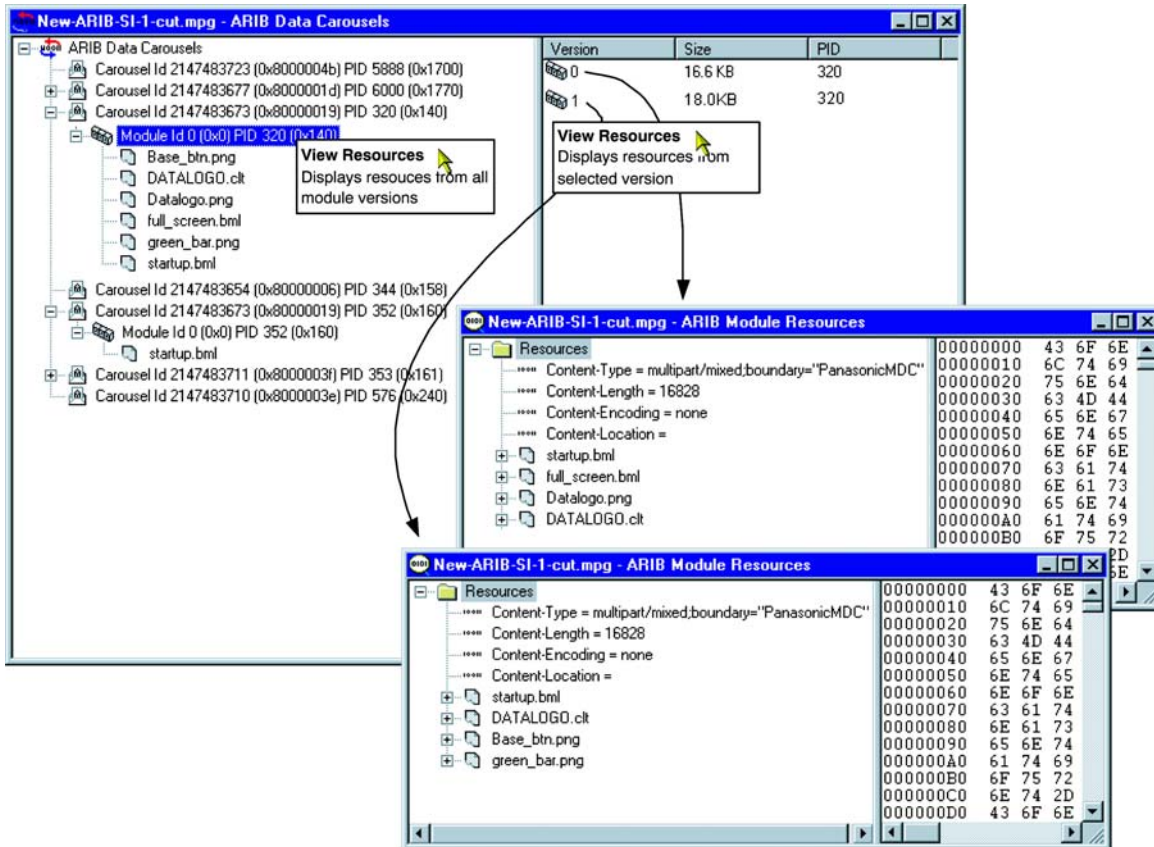 New-ARIB-SI-1-cut.mpg - ARIB Data Carousels
ARIB Data Carousels
Carousel Id 2147483723 (0x8000004b) PID 5888 (0x1700)
Carousel Id 2147483677 (0x8000001d) PID 6000 (0x1770)
Carousel Id 2147483673 (0x80000019) PID 320 (0x140)
Module Id 0 (0x0) PID 320 (0x140)
Base_btn.png
DATALOGO.clt
Datalogo.png
full_screen.bml
green_bar.png
startup.bml
Carousel Id 2147483654 (0x80000006) PID 344 (0x158)
Carousel Id 2147483673 (0x80000019) PID 352 (0x160)
Module Id 0 (0x0) PID 352 (0x160)
startup.bml
Carousel Id 2147483711 (0x8000003f) PID 353 (0x161)
Carousel Id 2147483710 (0x8000003e) PID 576 (0x240)
View Resources
Displays resouces from all
module versions
Version Size PID
0 16.6 KB 320
1 18.0KB 320
View Resources
Displays resources from
selected version
New-ARIB-SI-1-cut.mpg - ARIB Module Resources
Resources
Content-Type = multipart/mixed;boundary="PanasonicMDC"
Content-Length = 16828
Content-Encoding = none
Content-Location =
startup.bml
full_screen.bml
Datalogo.png
DATALOGO.clt
00000000 43 6F 6E
00000010 6C 74 69
00000020 75 6E 64
00000030 63 4D 44
00000040 65 6E 67
00000050 6E 74 65
00000060 6E 6F 6E
00000070 63 61 74
00000080 6E 61 73
00000090 65 6E 74
000000A0 61 74 69
000000B0 6F 75 72
2D
6E
New-ARIB-SI-1-cut.mpg - ARIB Module Resources
Resources
Content-Type = multipart/mixed;boundary="PanasonicMDC"
Content-Length = 16828
Content-Encoding = none
Content-Location =
startup.bml
DATALOGO.clt
Base_btn.png
green_bar.png
00000000 43 6F 6E
00000010 6C 74 69
00000020 75 6E 64
00000030 63 4D 44
00000040 65 6E 67
00000050 6E 74 65
00000060 6E 6F 6E
00000070 63 61 74
00000080 6E 61 73
00000090 65 6E 74
000000A0 61 74 69
000000B0 6F 75 72
000000C0 6E 74 2D
000000D0 43 6F 6E